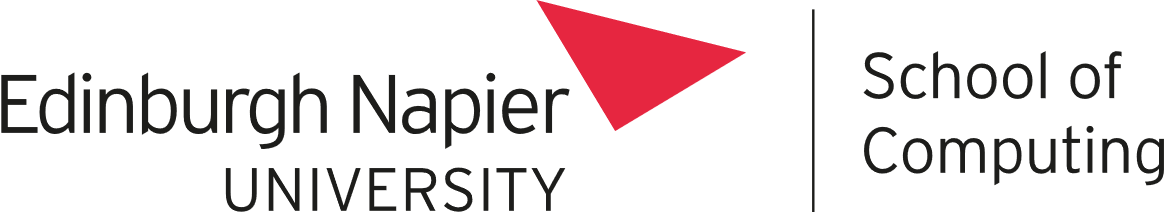 Edinburgh Napier
UNIVERSITY
School of
Computing